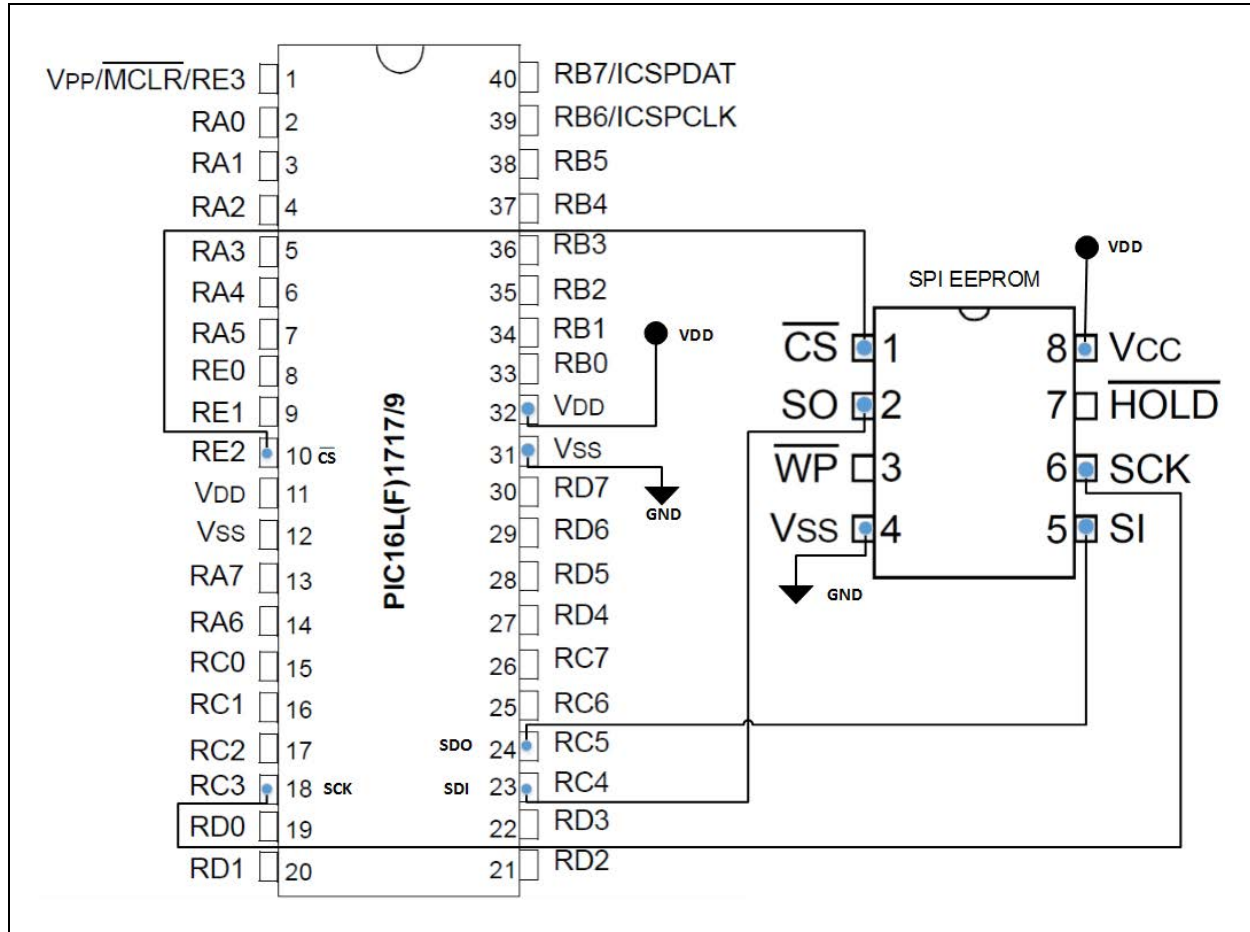 VPP/MCLR/RE3 1
RA0 2
RA1 3
RA2 4
RA3 5
RA4 6
RA5 7
RE0 8
RE1 9
RE2 10 CS
VDD 11
VSS 12
RA7 13
RA6 14
RC0 15
RC1 16
RC2 17
RC3 18 SCK
RD0 19
RD1 20
PIC16L(F)1717/9
40 RB7/ICSPDAT
39 RB6/ICSPCLK
38 RB5
37 RB4
36 RB3
35 RB2
34 RB1
33 RB0
32 VDD
31 VSS
30 RD7
29 RD6
28 RD5
27 RD4
26 RC7
25 RC6
SDO 24 RC5
SDI 23 RC4
22 RD3
21 RD2
VDD
GND
SPI EEPROM
VDD
CS 1
SO 2
WP 3
VSS 4
8 VCC
7 HOLD
6 SCK
5 SI
GND